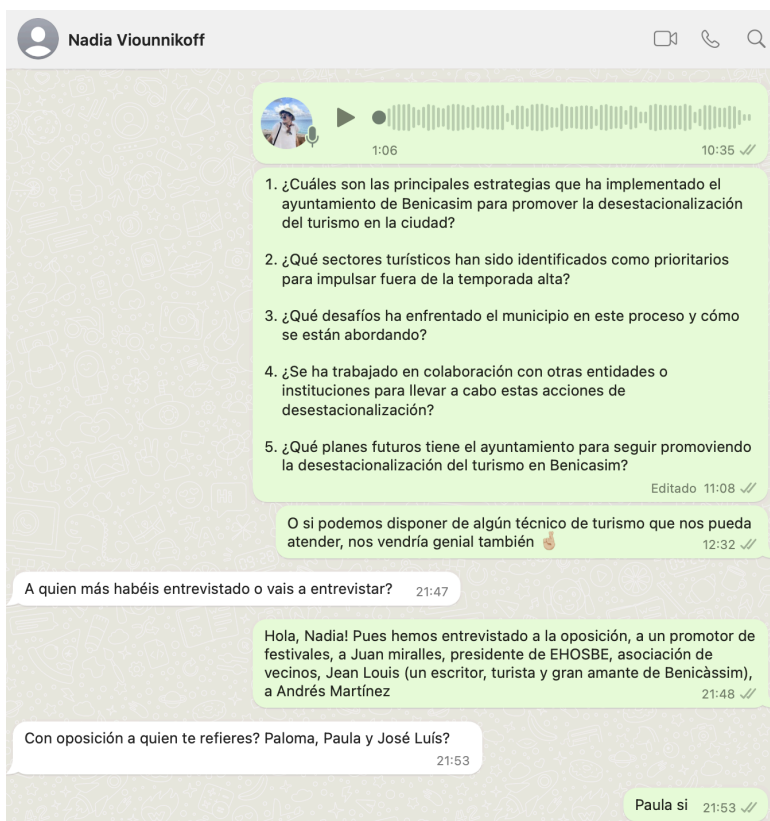 Nadia Viounnikoff
1:06
10:35
1. ¿Cuáles son las principales estrategias que ha implementado el
ayuntamiento de Benicasim para promover la desestacionalización
del turismo en la ciudad?
2. ¿Qué sectores turísticos han sido identificados como prioritarios
para impulsar fuera de la temporada alta?
3. ¿Qué desafíos ha enfrentado el municipio en este proceso y cómo
se están abordando?
4. ¿Se ha trabajado en colaboración con otras entidades o
instituciones para llevar a cabo estas acciones de
desestacionalización?
5. ¿Qué planes futuros tiene el ayuntamiento para seguir promoviendo
la desestacionalización del turismo en Benicasim?
Editado 11:08
O si podemos disponer de algún técnico de turismo que nos pueda
atender, nos vendría genial también 🤞🏼
12:32
A quien más habéis entrevistado o vais a entrevistar?
21:47
Hola, Nadia! Pues hemos entrevistado a la oposición, a un promotor de
festivales, a Juan miralles, presidente de EHOSBE, asociación de
vecinos, Jean Louis (un escritor, turista y gran amante de Benicàssim),
a Andrés Martínez
21:48
Con oposición a quien te refieres? Paloma, Paula y José Luís?
21:53
Paula si
21:53